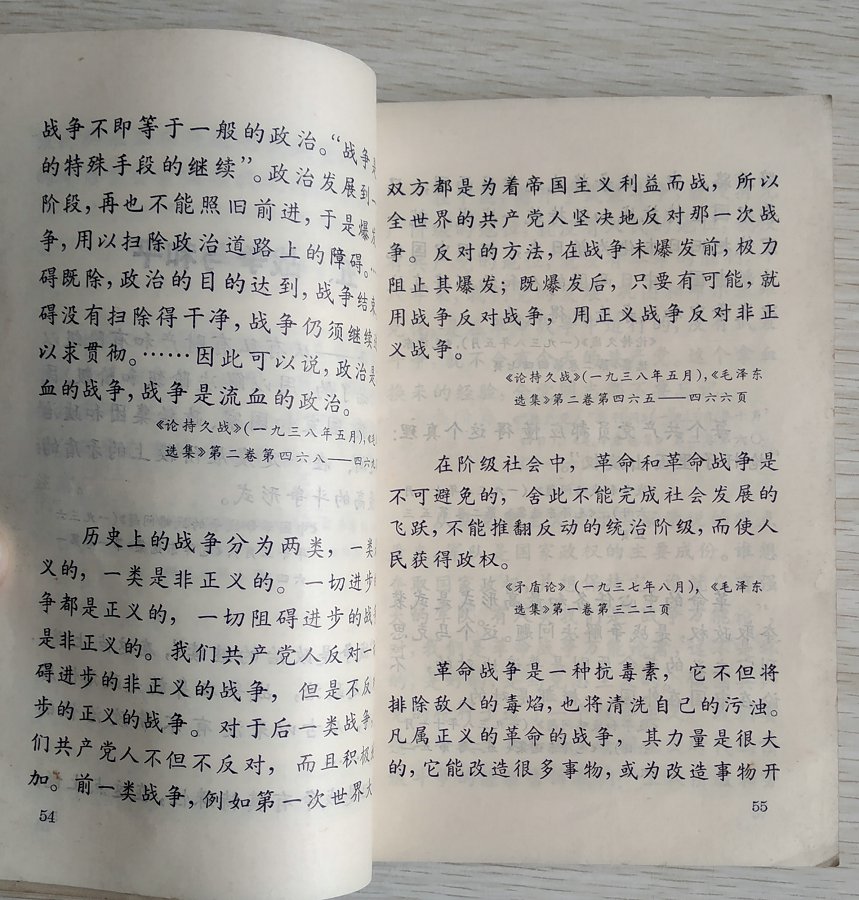 战争不即等于一般的政治。“战争是
的特殊手段的继续”。政治发展到一
阶段，再也不能照旧前进，于是爆发
争，用以扫除政治道路上的障碍。…
碍既除，政治的目的达到，战争结束
碍没有扫除得干净，战争仍须继续
以求贯彻。……因此可以说，政治是
血的战争，战争是流血的政治。
《论持久战》(一九三八年五月)，《毛
选集》第二卷第四六八——四六九
历史上的战争分为两类，一类
义的，一类是非正义的。一切进步的
争都是正义的，一切阻碍进步的战
是非正义的。我们共产党人反对一
碍进步的非正义的战争，但是不反
步的正义的战争。对于后一类战争
们共产党人不但不反对，而且积极
加。前一类战争，例如第一次世界大
54
双方都是为着帝国主义利益而战，所以
全世界的共产党人坚决地反对那一次战
争。反对的方法，在战争未爆发前，极力
阻止其爆发；既爆发后，只要有可能，就
用战争反对战争，用正义战争反对非正
义战争。
《论持久战》(一九三八年五月)，《毛泽东
选集》第二卷第四六五——四六六页
在阶级社会中，革命和革命战争是
不可避免的，舍此不能完成社会发展的
飞跃，不能推翻反动的统治阶级，而使人
民获得政权。
《矛盾论》(一九三七年八月)，《毛泽东
选集》第一卷第三二二页
革命战争是一种抗毒素，它不但将
排除敌人的毒焰，也将清洗自己的污浊。
凡属正义的革命的战争，其力量是很大
的，它能改造很多事物，或为改造事物开
55